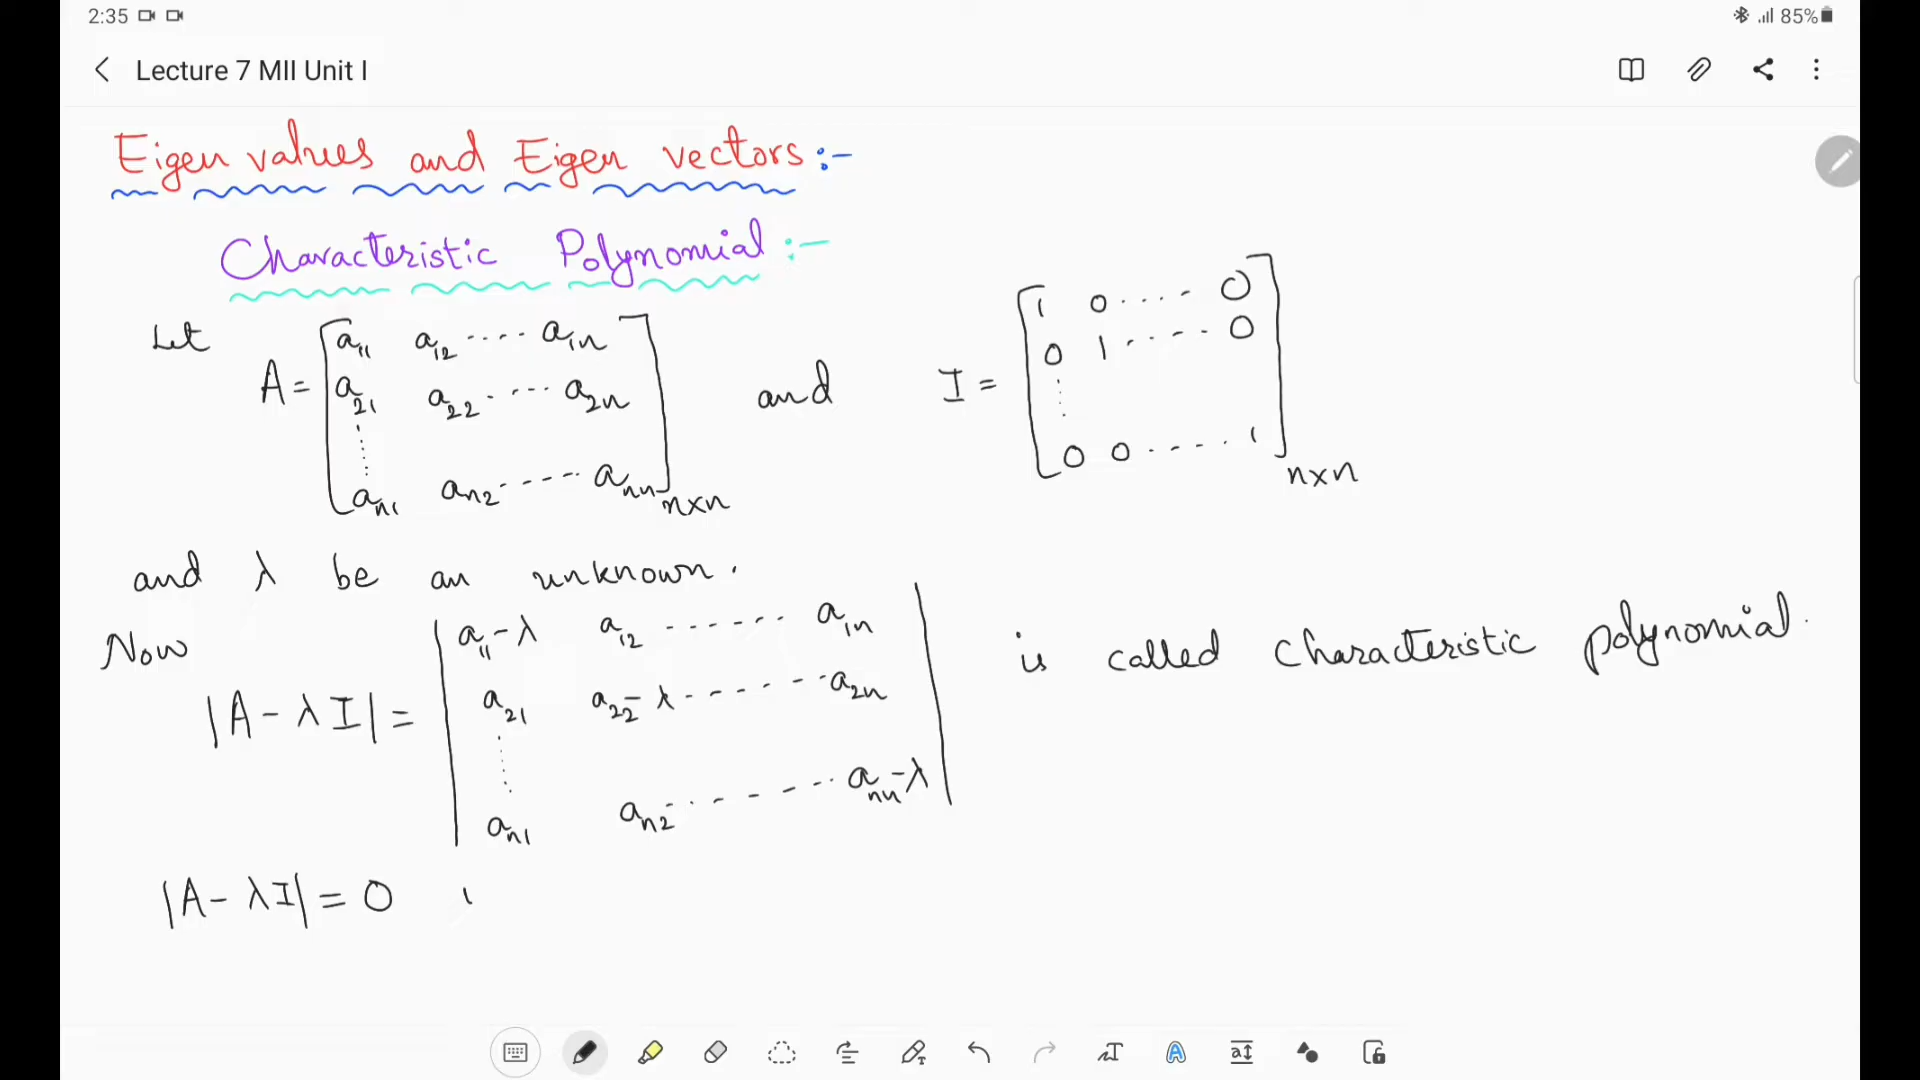 2:35
85%
Lecture 7 MII Unit I
Eigen values and Eigen vectors :-
Characteristic Polynomial :-
Let A = [a11 a12 ---- a1n
a21 a22 ---- a2n
⋮
an1 an2 ---- ann] n×n
and I = [1 0 ---- 0
0 1 ---- 0
⋮
0 0 ---- 1] n×n
and λ be an unknown.
Now
|A - λI| = |a11-λ a12 ------ a1n
a21 a22-λ ------ a2n
⋮
an1 an2 ------ ann-λ| is called characteristic polynomial.
|A - λI| = 0